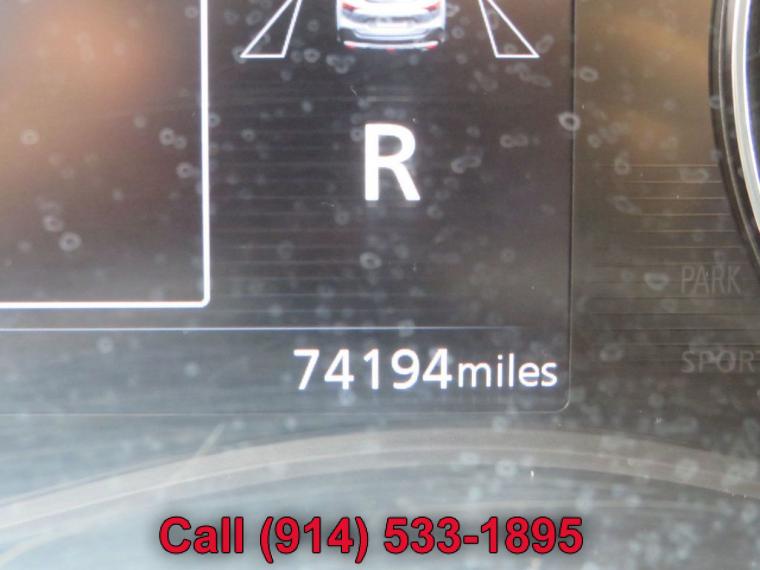 R
PARK
74194miles
SPORT
Call (914) 533-1895